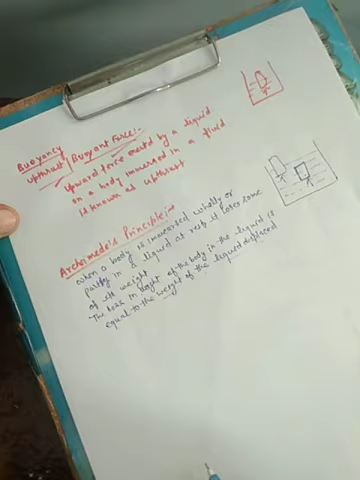 Buoyancy
upthrust | Buoyant Force:-
upward force exerted by a liquid
on a body immersed in a fluid
is known as upthrust
Archimede's Principle:-
When a body is immersed wholly or
partly in a liquid at rest it loses some
of its weight
The loss in weight of the body in the liquid is
equal to the weight of the liquid displaced